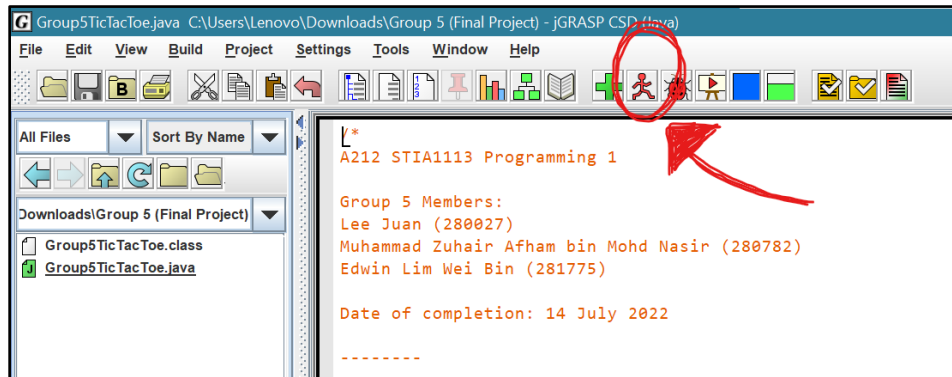 Group5TicTacToe.java C:\Users\Lenovo\Downloads\Group 5 (Final Project) - jGRASP CSD (Java)
File Edit View Build Project Settings Tools Window Help
All Files Sort By Name
Downloads\Group 5 (Final Project)
Group5TicTacToe.class
Group5TicTacToe.java
/*
A212 STIA1113 Programming 1
Group 5 Members:
Lee Juan (280027)
Muhammad Zuhair Afham bin Mohd Nasir (280782)
Edwin Lim Wei Bin (281775)
Date of completion: 14 July 2022
--------